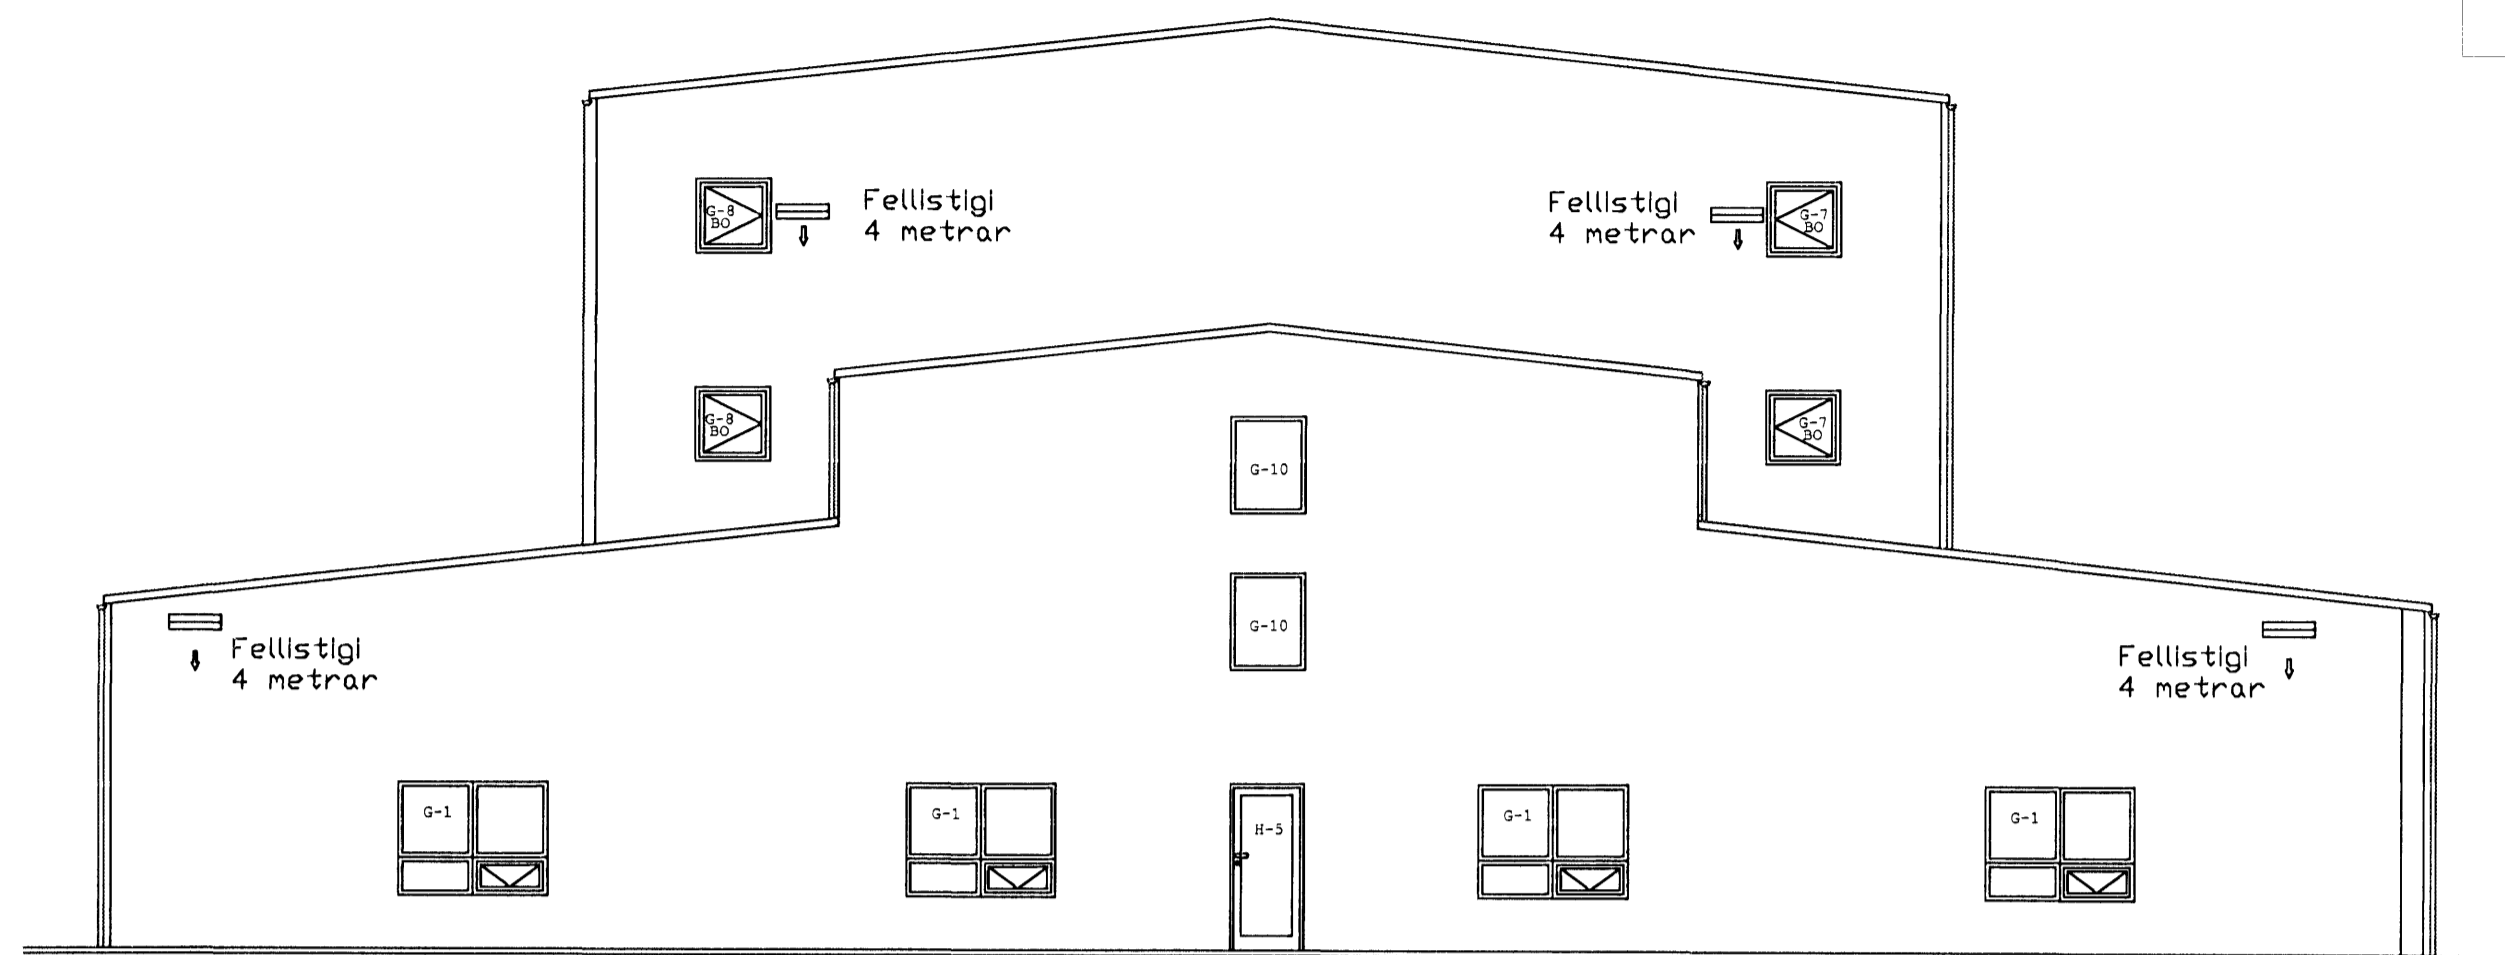 G-8
BO
Fellistigi
4 metrar
Fellistigi
4 metrar
G-7
BO
G-8
BO
G-7
BO
G-10
G-10
Fellistigi
4 metrar
Fellistigi
4 metrar
G-1
G-1
H-5
G-1
G-1